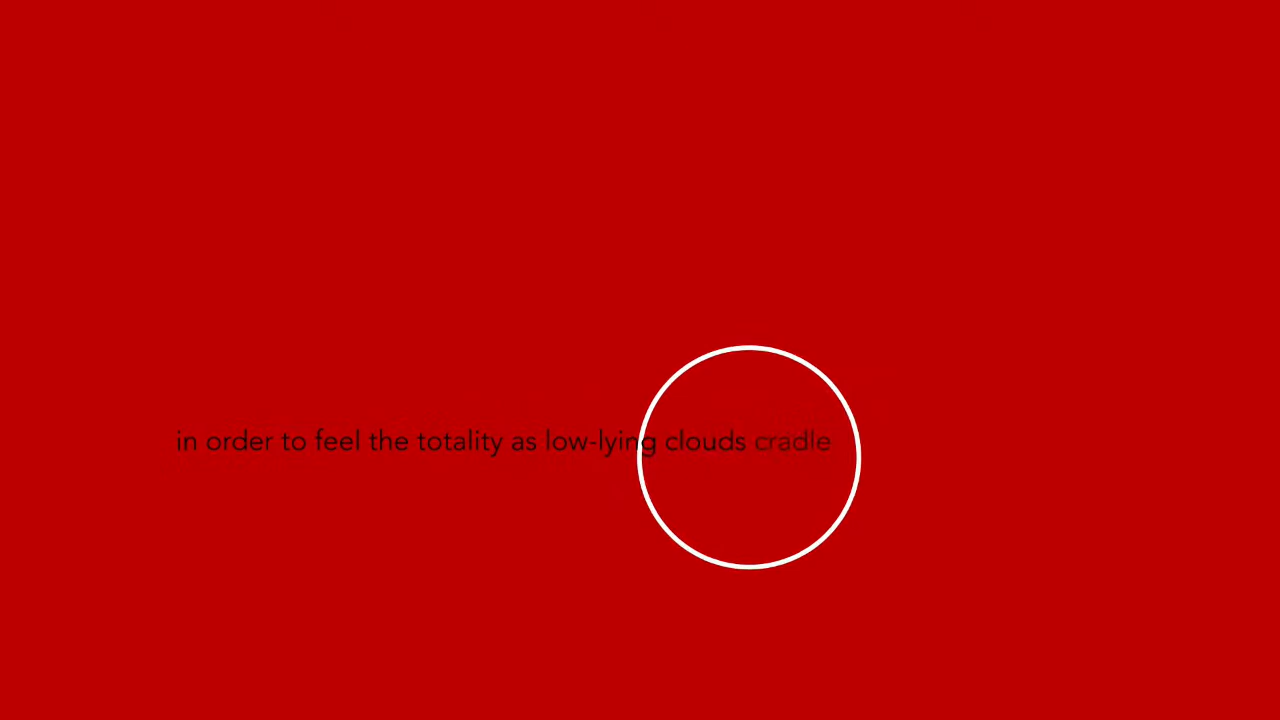 in order to feel the totality as low-lying clouds cradle